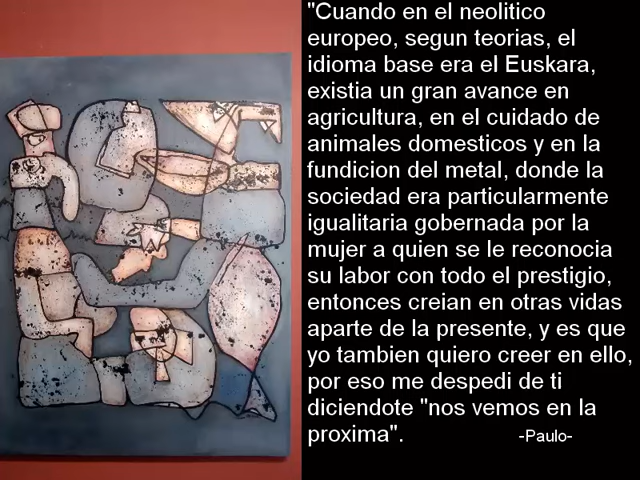 "Cuando en el neolitico
europeo, segun teorias, el
idioma base era el Euskara,
existia un gran avance en
agricultura, en el cuidado de
animales domesticos y en la
fundicion del metal, donde la
sociedad era particularmente
igualitaria gobernada por la
mujer a quien se le reconocia
su labor con todo el prestigio,
entonces creian en otras vidas
aparte de la presente, y es que
yo tambien quiero creer en ello,
por eso me despedi de ti
diciendote "nos vemos en la
proxima". -Paulo-